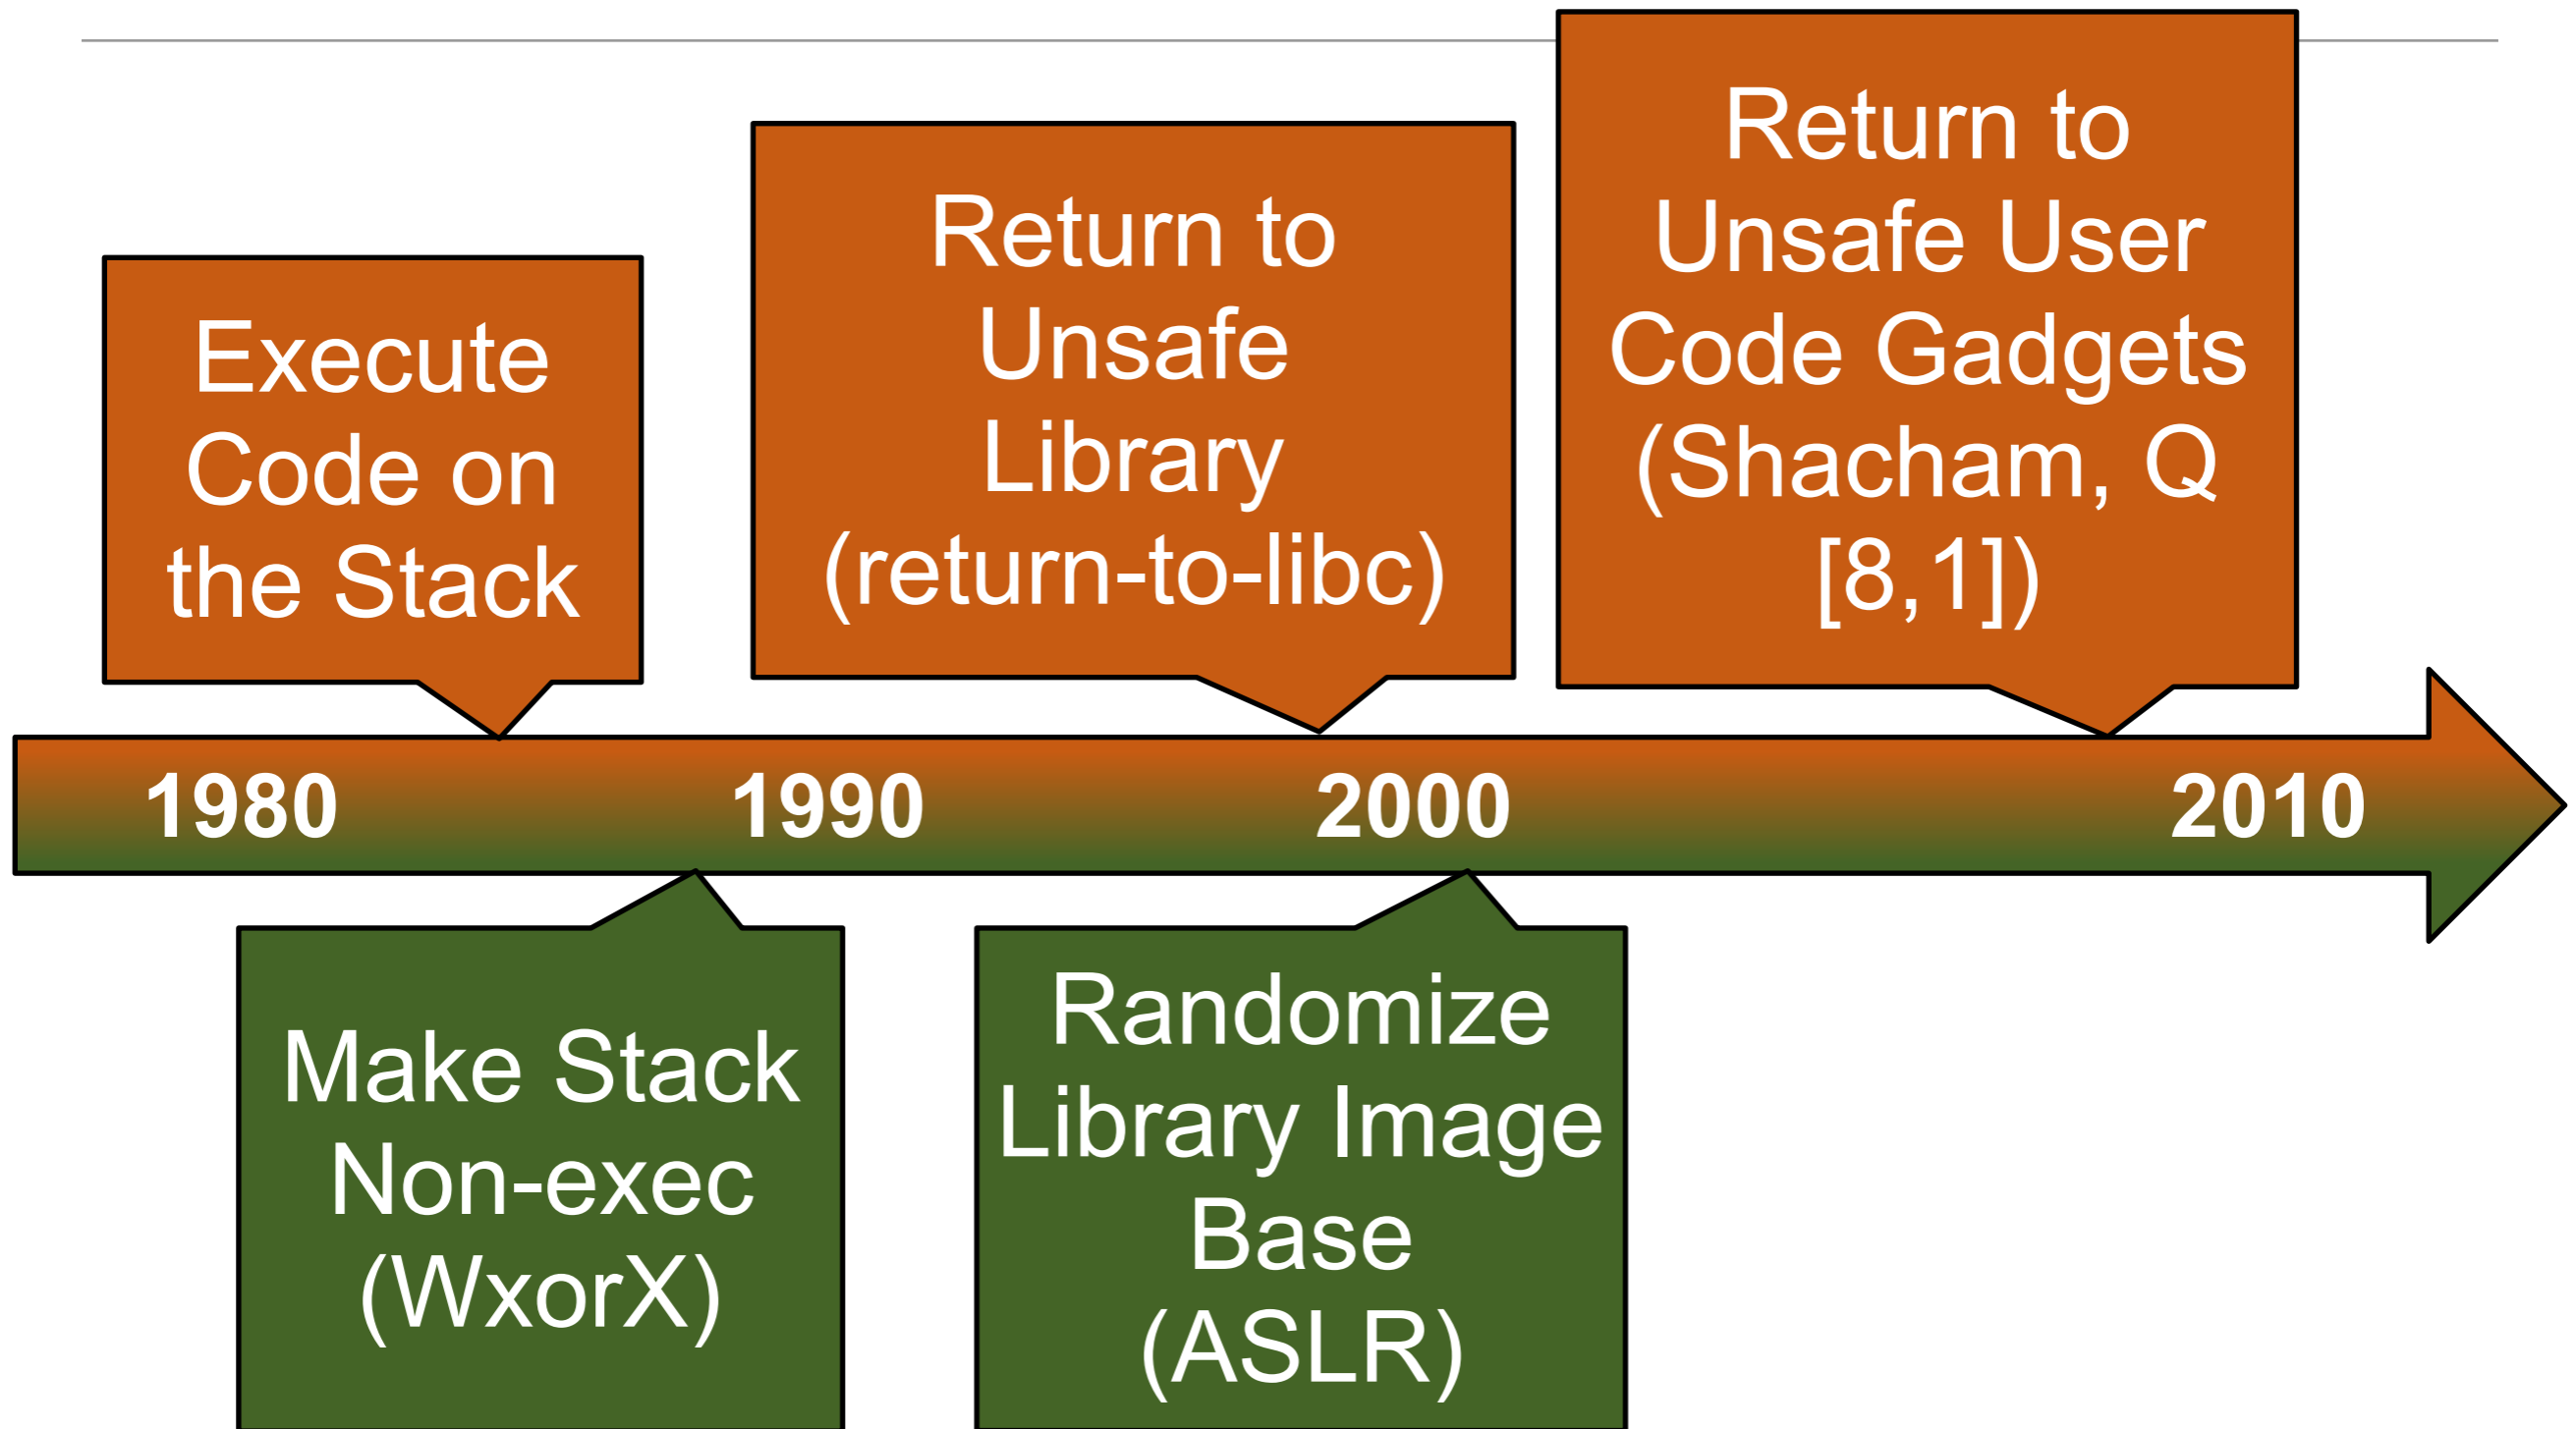 Execute
Code on
the Stack
Return to
Unsafe
Library
(return-to-libc)
Return to
Unsafe User
Code Gadgets
(Shacham, Q
[8,1])
1980 1990 2000 2010
Make Stack
Non-exec
(WxorX)
Randomize
Library Image
Base
(ASLR)